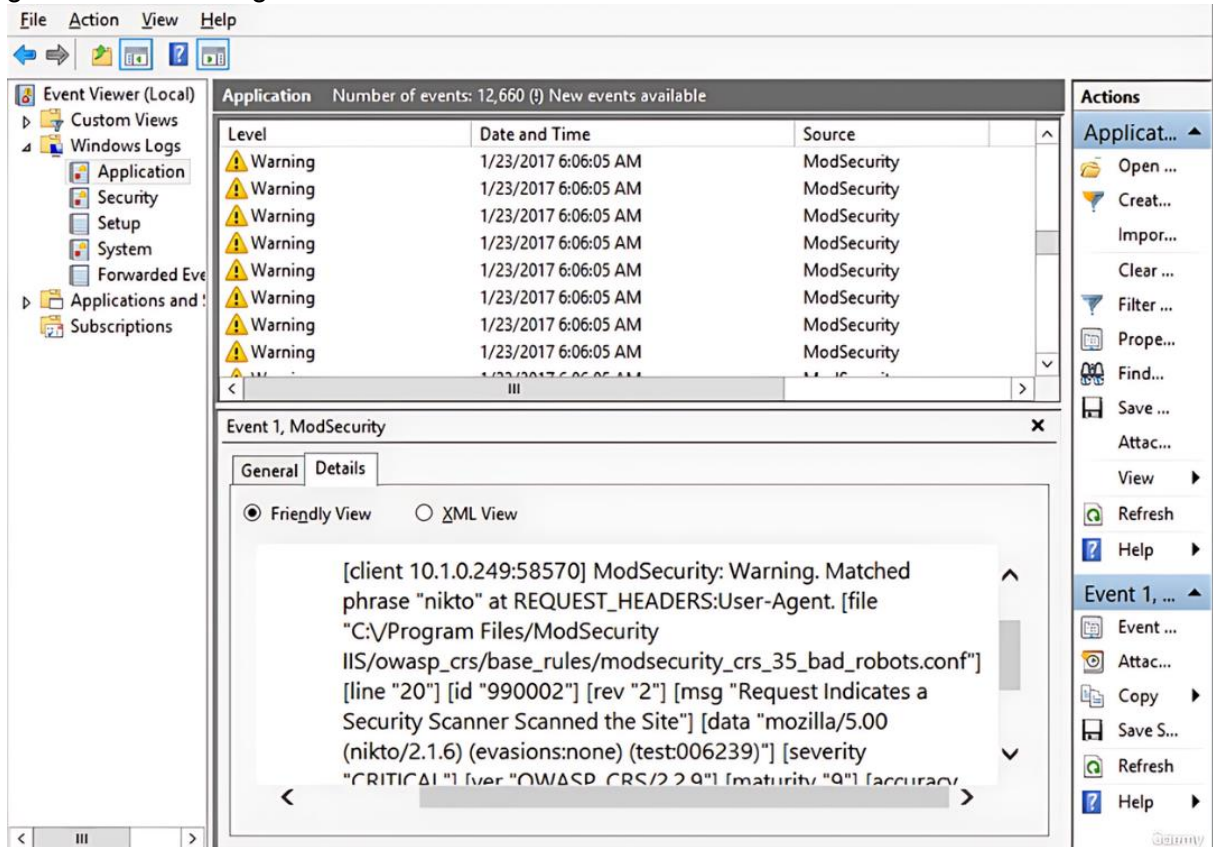 File Action View Help
Event Viewer (Local)
Custom Views
Windows Logs
Application
Security
Setup
System
Forwarded Eve
Applications and
Subscriptions
Application Number of events: 12,660 (!) New events available
Level Date and Time Source
Warning 1/23/2017 6:06:05 AM ModSecurity
Warning 1/23/2017 6:06:05 AM ModSecurity
Warning 1/23/2017 6:06:05 AM ModSecurity
Warning 1/23/2017 6:06:05 AM ModSecurity
Warning 1/23/2017 6:06:05 AM ModSecurity
Warning 1/23/2017 6:06:05 AM ModSecurity
Warning 1/23/2017 6:06:05 AM ModSecurity
Warning 1/23/2017 6:06:05 AM ModSecurity
Event 1, ModSecurity
General Details
Friendly View XML View
[client 10.1.0.249:58570] ModSecurity: Warning. Matched
phrase "nikto" at REQUEST_HEADERS:User-Agent. [file
"C:\/Program Files/ModSecurity
IIS/owasp_crs/base_rules/modsecurity_crs_35_bad_robots.conf"]
[line "20"] [id "990002"] [rev "2"] [msg "Request Indicates a
Security Scanner Scanned the Site"] [data "mozilla/5.00
(nikto/2.1.6) (evasions:none) (test:006239)"] [severity
"CRITICAL"] [ver "OWASP_CRS/2.2.9"] [maturity "9"] [accuracy
Actions
Applicat...
Open ...
Creat...
Impor...
Clear ...
Filter ...
Prope...
Find...
Save ...
Attac...
View
Refresh
Help
Event 1, ...
Event ...
Attac...
Copy
Save S...
Refresh
Help